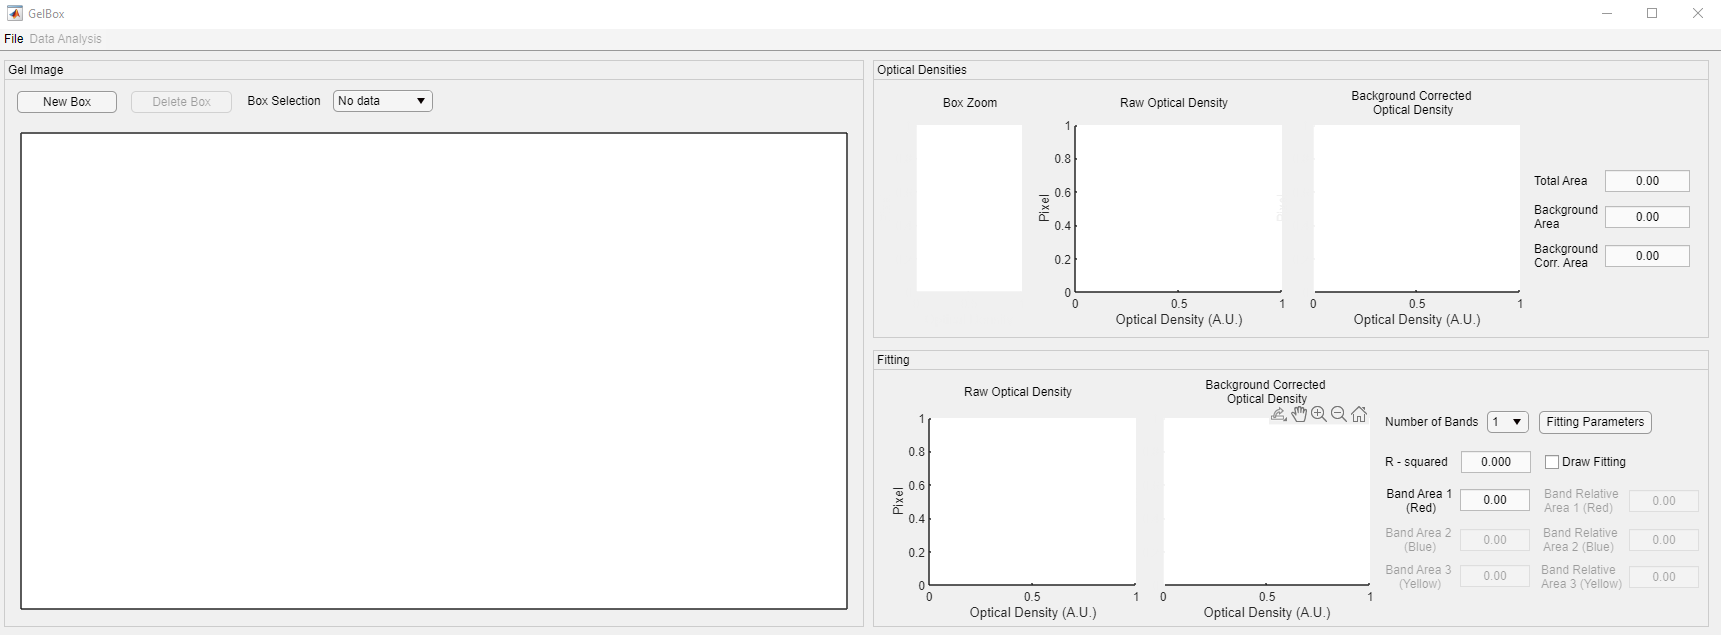 GelBox
File Data Analysis
Gel Image
New Box Delete Box Box Selection No data
Optical Densities
Box Zoom
Raw Optical Density
Background Corrected
Optical Density
Pixel
1
0.8
0.6
0.4
0.2
0
0 0.5 1
Optical Density (A.U.)
Pixel
0 0.5 1
Optical Density (A.U.)
Total Area 0.00
Background
Area 0.00
Background
Corr. Area 0.00
Fitting
Raw Optical Density
Background Corrected
Optical Density
Pixel
1
0.8
0.6
0.4
0.2
0
0 0.5 1
Optical Density (A.U.)
0 0.5 1
Optical Density (A.U.)
Number of Bands 1 Fitting Parameters
R - squared 0.000 Draw Fitting
Band Area 1
(Red) 0.00
Band Relative
Area 1 (Red) 0.00
Band Area 2
(Blue) 0.00
Band Relative
Area 2 (Blue) 0.00
Band Area 3
(Yellow) 0.00
Band Relative
Area 3 (Yellow) 0.00